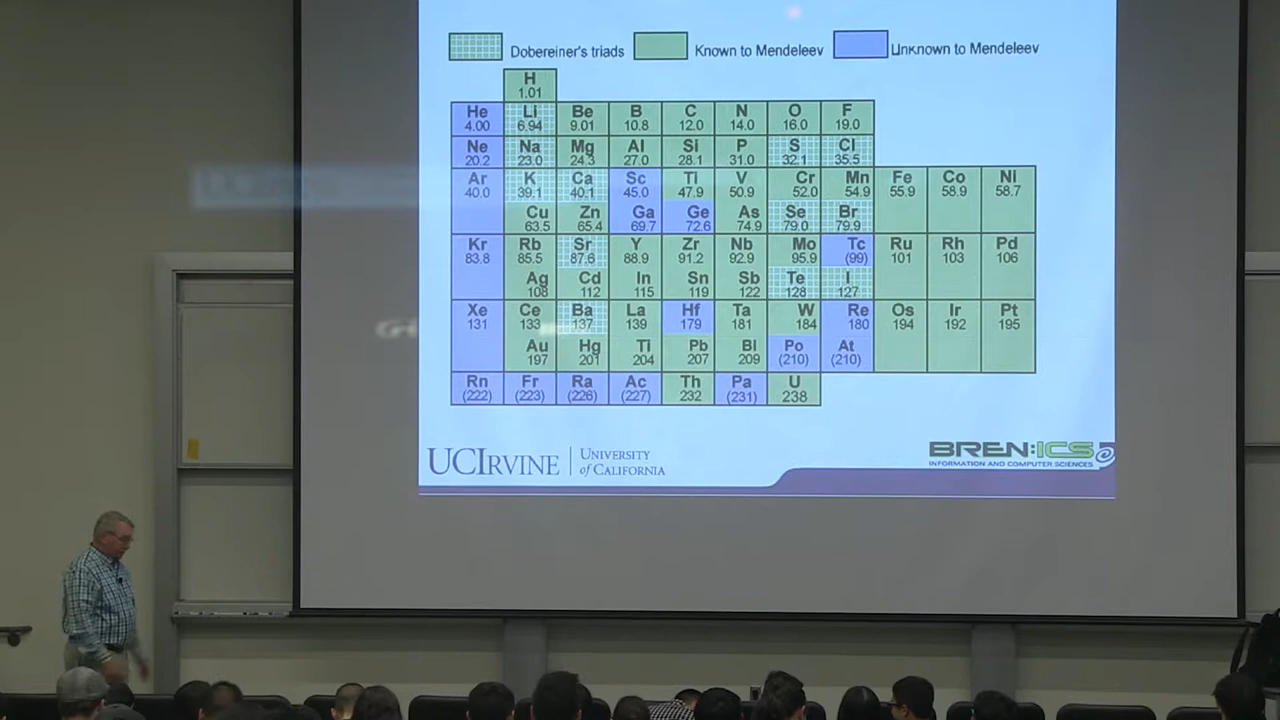 Dobereiner's triads Known to Mendeleev Unknown to Mendeleev
H
1.01
He Li Be B C N O F
4.00 6.94 9.01 10.8 12.0 14.0 16.0 19.0
Ne Na Mg Al Si P S Cl
20.2 23.0 24.3 27.0 28.1 31.0 32.1 35.5
Ar K Ca Sc Ti V Cr Mn Fe Co Ni
40.0 39.1 40.1 45.0 47.9 50.9 52.0 54.9 55.9 58.9 58.7
Cu Zn Ga Ge As Se Br
63.5 65.4 69.7 72.6 74.9 79.0 79.9
Kr Rb Sr Y Zr Nb Mo Tc Ru Rh Pd
83.8 85.5 87.6 88.9 91.2 92.9 95.9 (99) 101 103 106
Ag Cd In Sn Sb Te I
108 112 115 119 122 128 127
Xe Ce Ba La Hf Ta W Re Os Ir Pt
131 133 137 139 179 181 184 180 194 192 195
Au Hg Tl Pb BI Po At
197 201 204 207 209 (210) (210)
Rn Fr Ra Ac Th Pa U
(222) (223) (226) (227) 232 (231) 238
UCIRVINE UNIVERSITY
of CALIFORNIA
BREN:ICS
INFORMATION AND COMPUTER SCIENCES